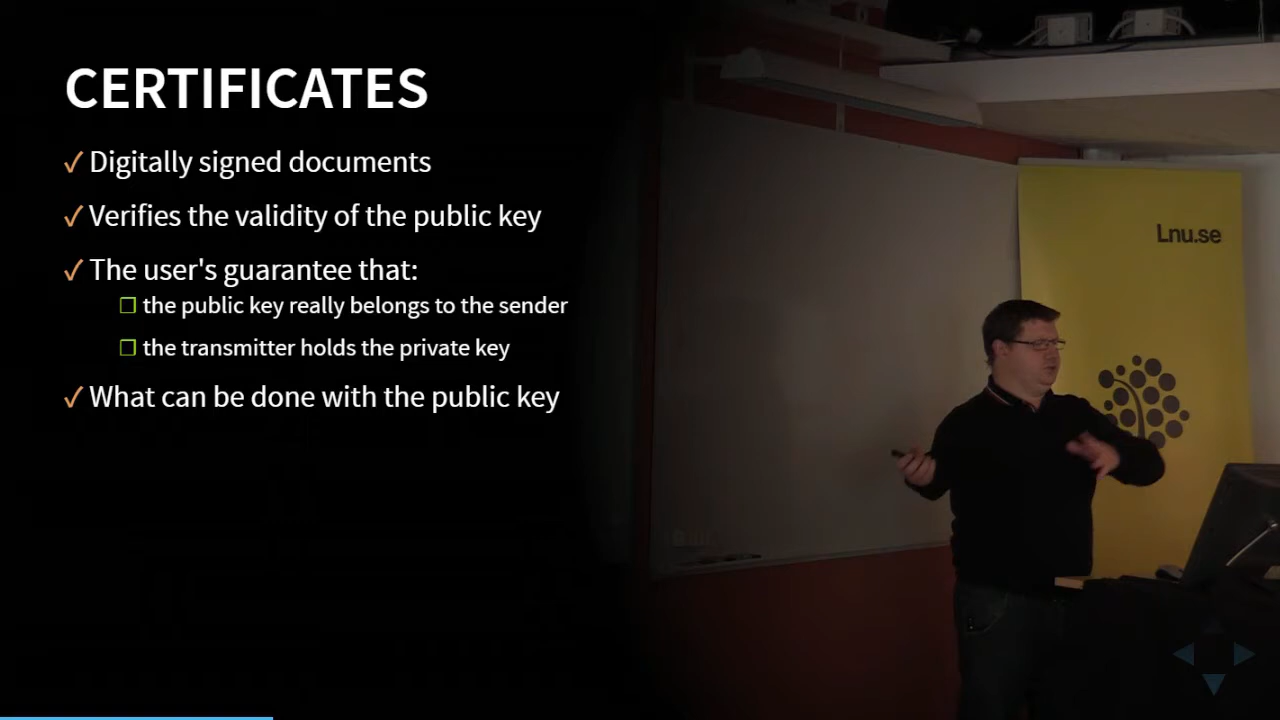 CERTIFICATES
✓ Digitally signed documents
✓ Verifies the validity of the public key
✓ The user's guarantee that:
❒ the public key really belongs to the sender
❒ the transmitter holds the private key
✓ What can be done with the public key
Lnu.se